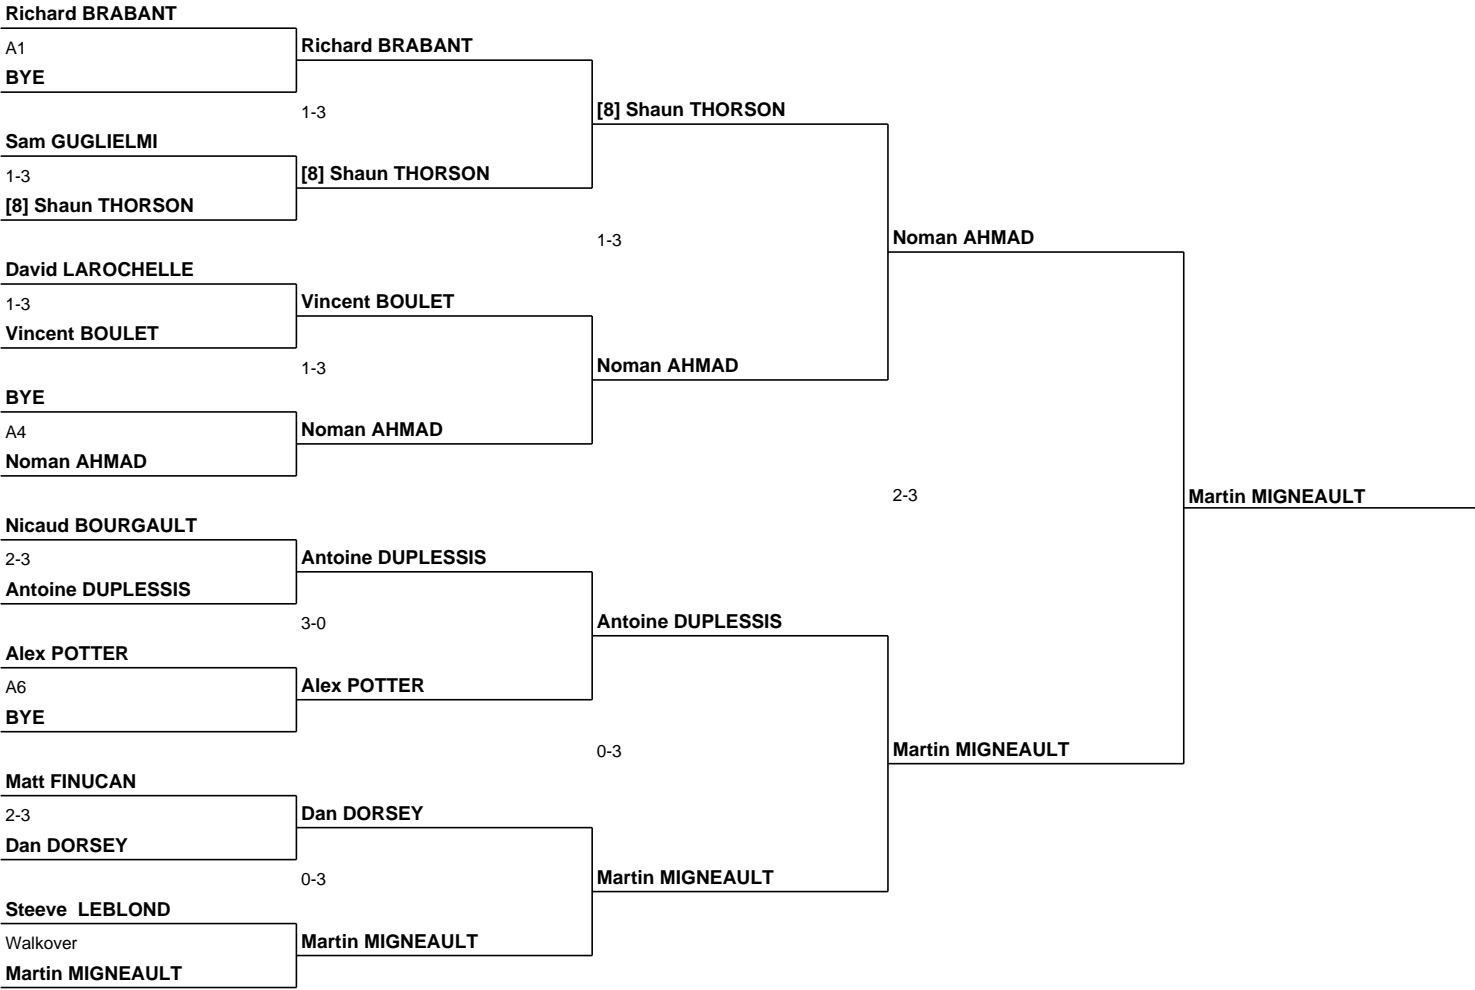 Richard BRABANT
A1
BYE
Sam GUGLIELMI
1-3
[8] Shaun THORSON
David LAROCHELLE
1-3
Vincent BOULET
BYE
A4
Noman AHMAD
Nicaud BOURGAULT
2-3
Antoine DUPLESSIS
Alex POTTER
A6
BYE
Matt FINUCAN
2-3
Dan DORSEY
Steeve  LEBLOND
Walkover
Martin MIGNEAULT
Richard BRABANT
1-3
[8] Shaun THORSON
Vincent BOULET
1-3
Noman AHMAD
Antoine DUPLESSIS
3-0
Alex POTTER
Dan DORSEY
0-3
Martin MIGNEAULT
[8] Shaun THORSON
1-3
Noman AHMAD
Antoine DUPLESSIS
0-3
Martin MIGNEAULT
Noman AHMAD
2-3
Martin MIGNEAULT
Martin MIGNEAULT